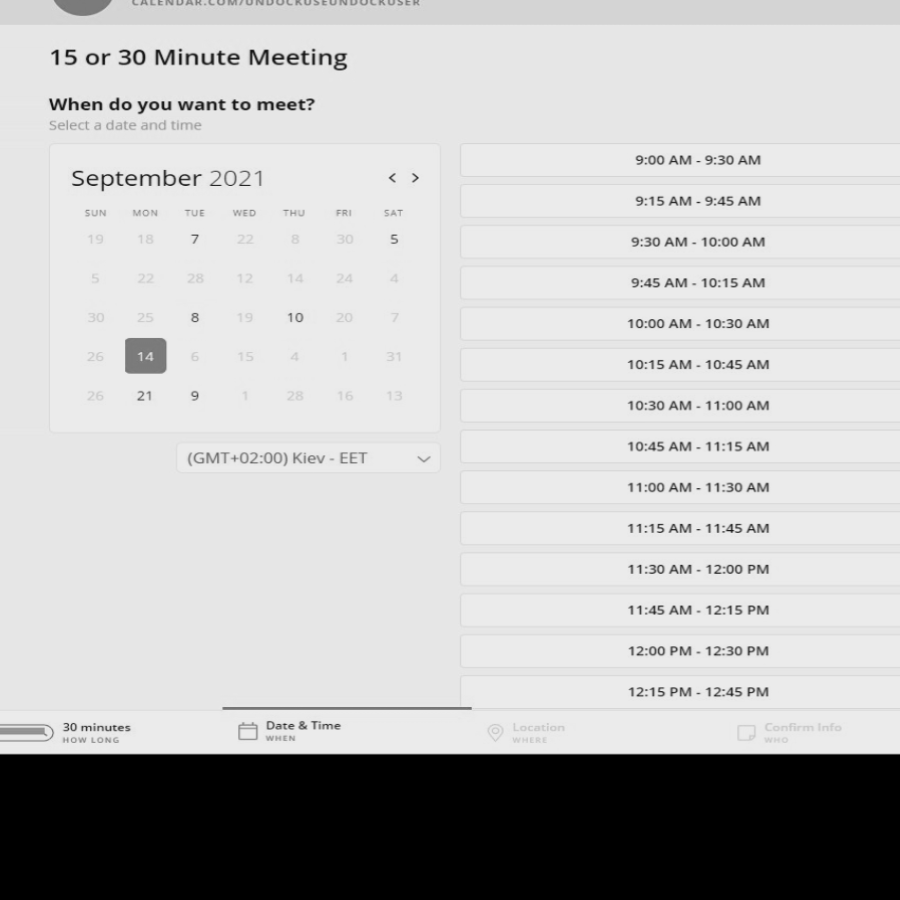 CALENDAR.COM/UNDOCKUSEUNDOCKUSER
15 or 30 Minute Meeting
When do you want to meet?
Select a date and time
September 2021 < >
SUN MON TUE WED THU FRI SAT
19 18 7 22 8 30 5
5 22 28 12 14 24 4
30 25 8 19 10 20 7
26 14 6 15 4 1 31
26 21 9 1 28 16 13
(GMT+02:00) Kiev - EET
9:00 AM - 9:30 AM
9:15 AM - 9:45 AM
9:30 AM - 10:00 AM
9:45 AM - 10:15 AM
10:00 AM - 10:30 AM
10:15 AM - 10:45 AM
10:30 AM - 11:00 AM
10:45 AM - 11:15 AM
11:00 AM - 11:30 AM
11:15 AM - 11:45 AM
11:30 AM - 12:00 PM
11:45 AM - 12:15 PM
12:00 PM - 12:30 PM
12:15 PM - 12:45 PM
30 minutes
HOW LONG
Date & Time
WHEN
Location
WHERE
Confirm Info
WHO